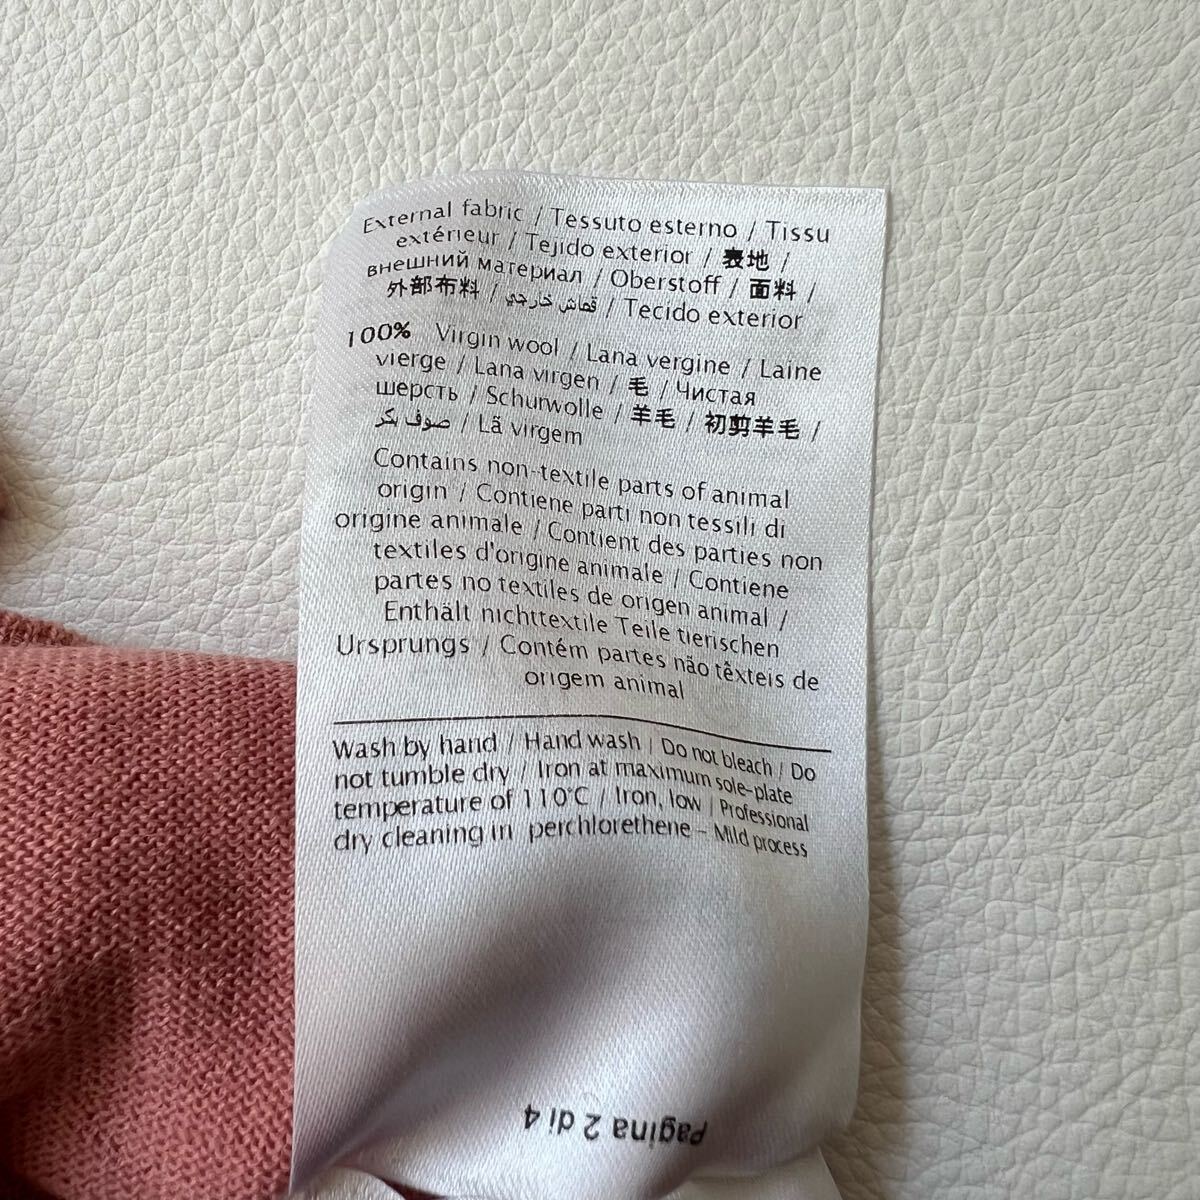 External fabric / Tessuto esterno / Tissu
extérieur / Tejido exterior / 表地 /
внешний материал / Oberstoff / 面料 /
外部布料 / قماش خارجي / Tecido exterior
100% Virgin wool / Lana vergine / Laine
vierge / Lana virgen / 毛 / Чистая
шерсть / Schurwolle / 羊毛 / 初剪羊毛 /
صوف بكر / Lã virgem
Contains non-textile parts of animal
origin / Contiene parti non tessili di
origine animale / Contient des parties non
textiles d'origine animale / Contiene
partes no textiles de origen animal /
Enthält nichttextile Teile tierischen
Ursprungs / Contém partes não têxteis de
origem animal
Wash by hand / Hand wash | Do not bleach / Do
not tumble dry / Iron at maximum sole-plate
temperature of 110°C / Iron, low | Professional
dry cleaning in perchlorethene - Mild process
Pagina 2 di 4